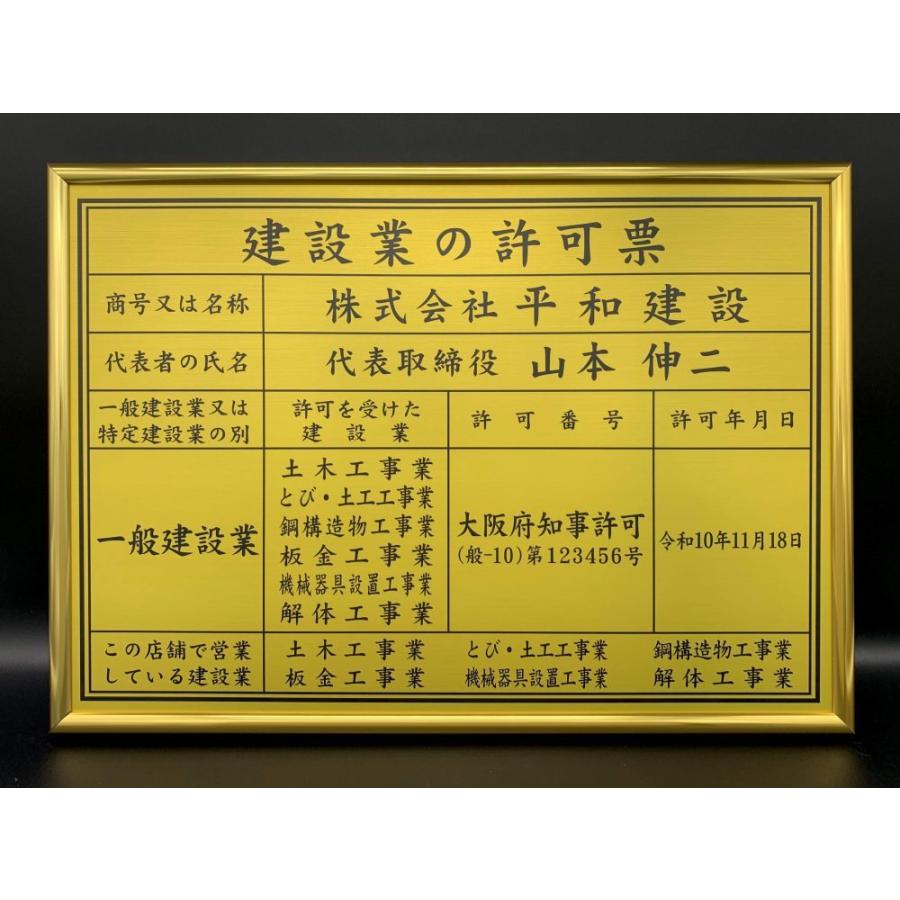 建設業の許可票
商号又は名称
株式会社平和建設
代表者の氏名
代表取締役 山本 伸二
一般建設業又は
特定建設業の別
許可を受けた
建設業
許可番号
許可年月日
一般建設業
土木工事業
とび・土工工事業
鋼構造物工事業
板金工事業
機械器具設置工事業
解体工事業
大阪府知事許可
(般-10)第123456号
令和10年11月18日
この店舗で営業
している建設業
土木工事業 とび・土工工事業 鋼構造物工事業
板金工事業 機械器具設置工事業 解体工事業